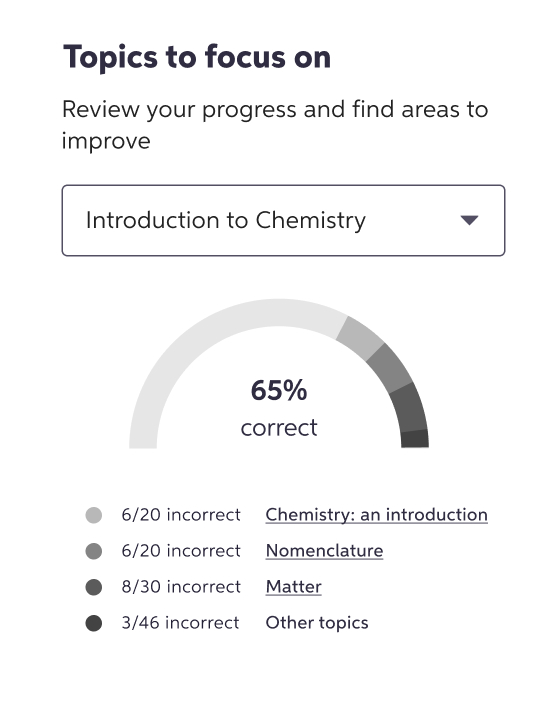 Topics to focus on
Review your progress and find areas to
improve
Introduction to Chemistry
65%
correct
6/20 incorrect Chemistry: an introduction
6/20 incorrect Nomenclature
8/30 incorrect Matter
3/46 incorrect Other topics